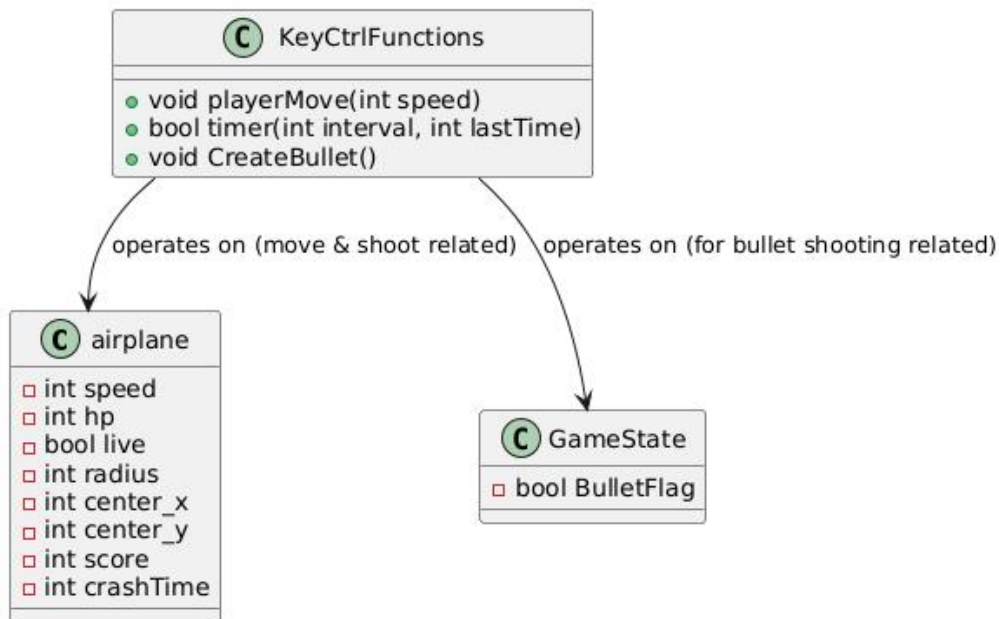 C KeyCtrlFunctions
void playerMove(int speed)
bool timer(int interval, int lastTime)
void CreateBullet()
operates on (move & shoot related)
operates on (for bullet shooting related)
C airplane
int speed
int hp
bool live
int radius
int center_x
int center_y
int score
int crashTime
C GameState
bool BulletFlag